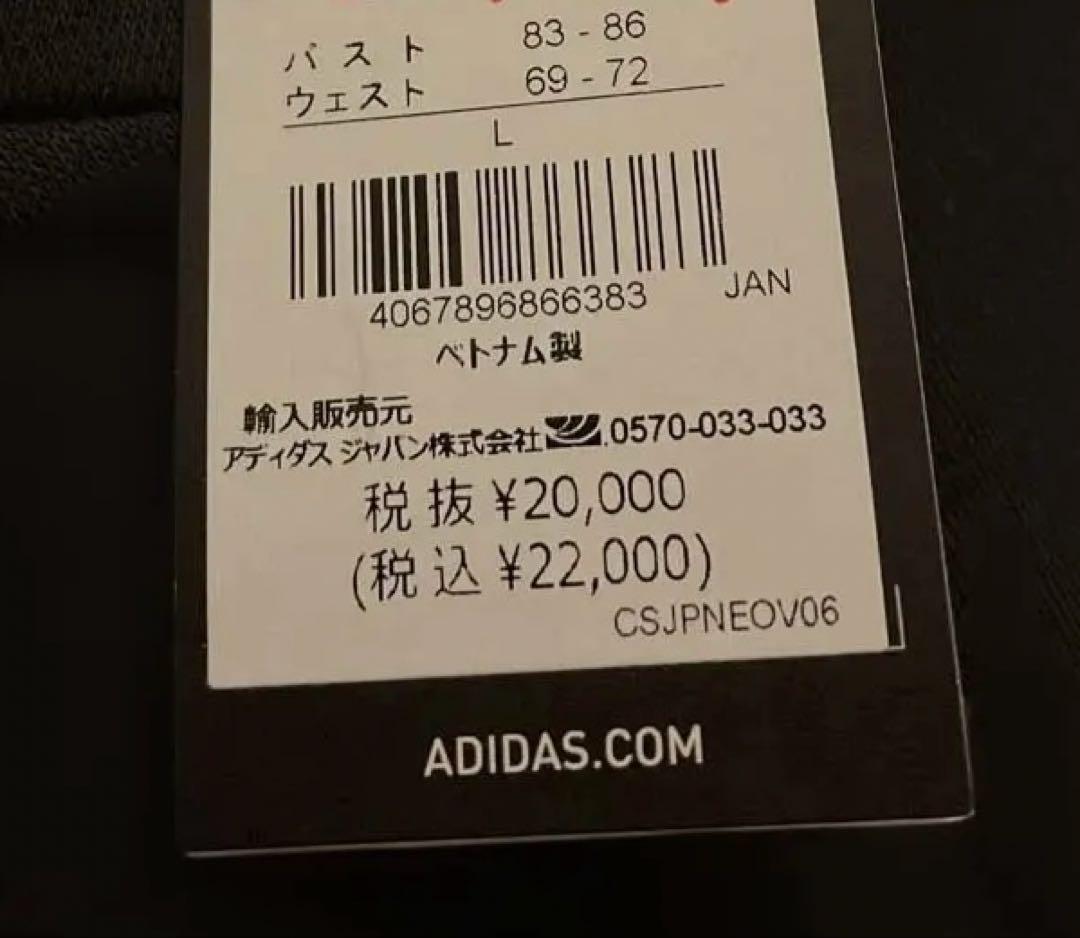 バスト 83 - 86
ウェスト 69 - 72
L
4067896866383 JAN
ベトナム製
輸入販売元
アディダス ジャパン株式会社 .0570-033-033
税 抜 ¥20,000
(税 込 ¥22,000)
CSJPNEOV06
ADIDAS.COM